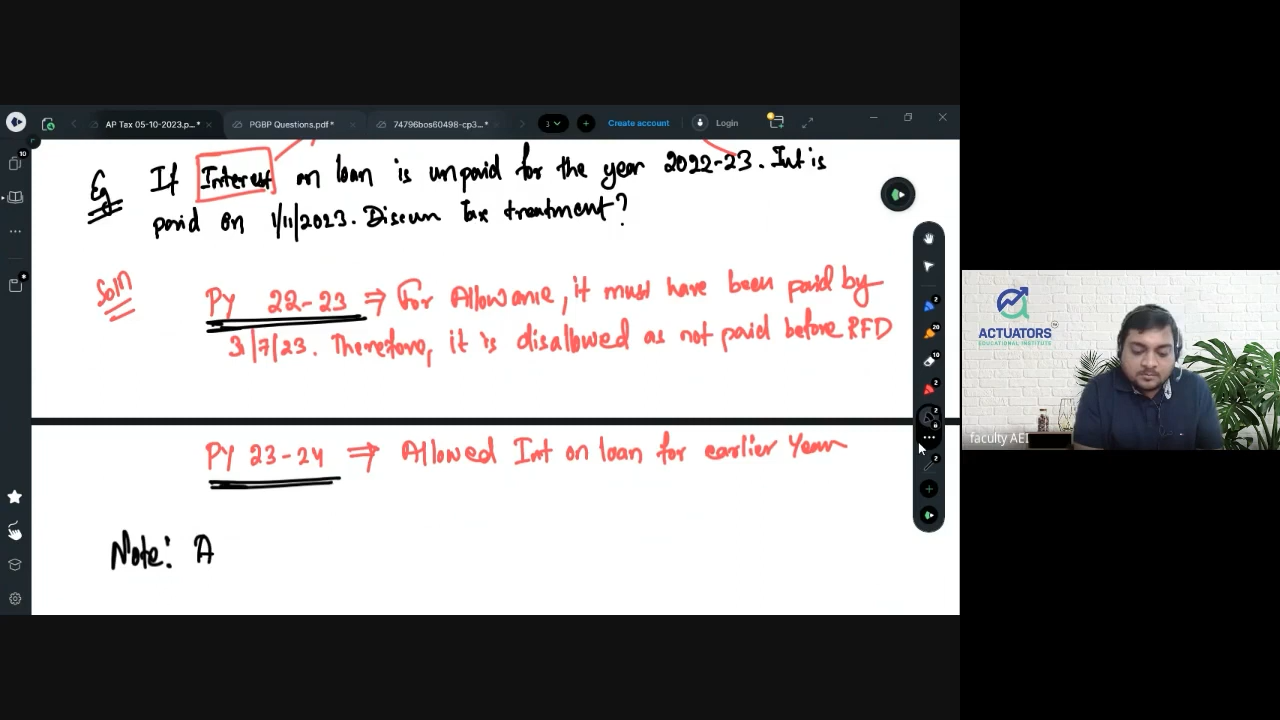 AP Tax 05-10-2023.p...*
PGBP Questions.pdf*
74796bos60498-cp3...*
3
Create account
Login
Eg If Interest on loan is unpaid for the year 2022-23. Int is
paid on 1/11/2023. Discun Tax treatment?
Soln
PY 22-23 ⇒ For Allowance, it must have been paid by
31/7/23. Therefore, it is disallowed as not paid before RFD
PY 23-24 ⇒ Allowed Int on loan for earlier Year
Note: A
ACTUATORS
EDUCATIONAL INSTITUTE
faculty AEI